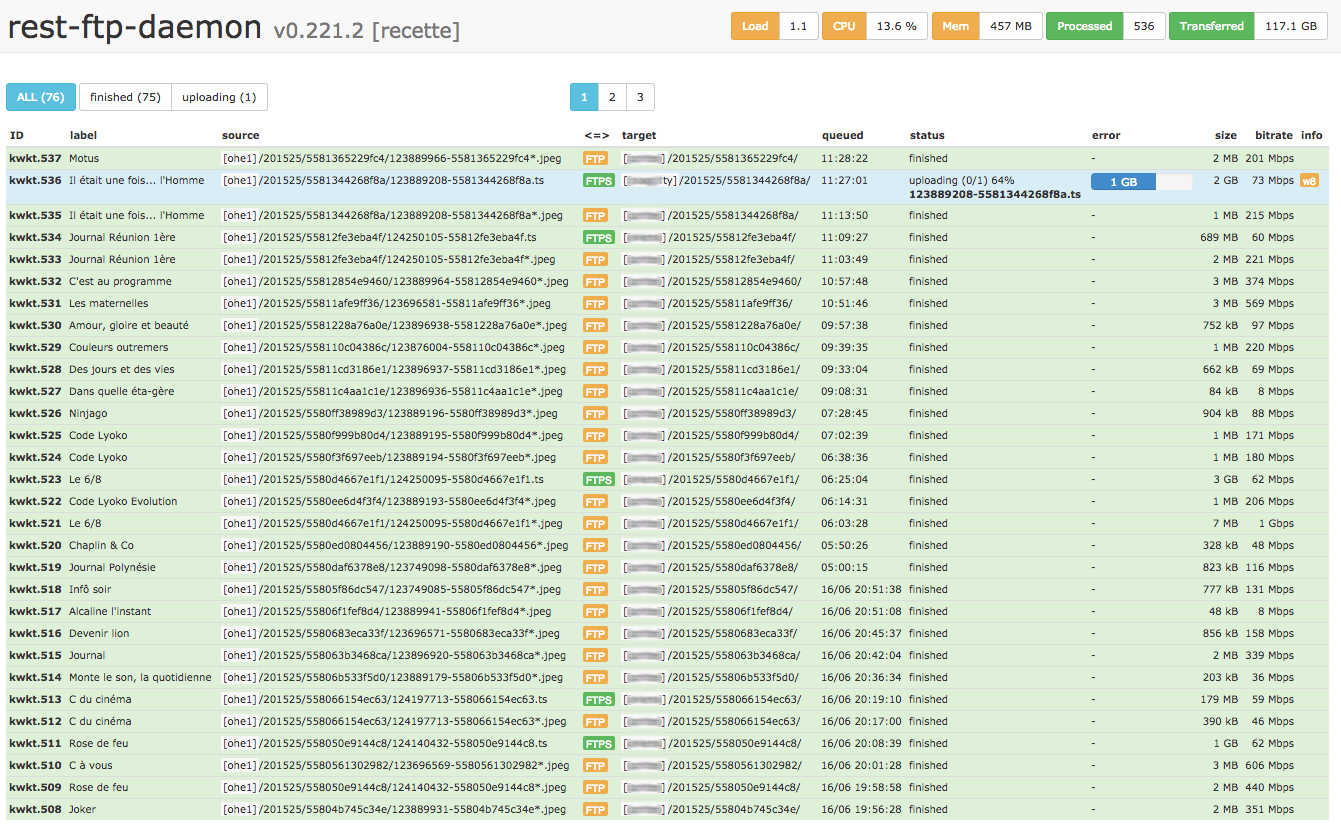 rest-ftp-daemon v0.221.2 [recette] Load 1.1 CPU 13.6 % Mem 457 MB Processed 536 Transferred 117.1 GB
ALL (76) finished (75) uploading (1) 1 2 3
ID label source <=> target queued status error size bitrate info
kwkt.537 Motus [ohe1]/201525/5581365229fc4/123889966-5581365229fc4*.jpeg FTP [] /201525/5581365229fc4/ 11:28:22 finished - 2 MB 201 Mbps
kwkt.536 Il était une fois... l'Homme [ohe1]/201525/5581344268f8a/123889208-5581344268f8a.ts FTPS [ty] /201525/5581344268f8a/ 11:27:01 uploading (0/1) 64% 1 GB 2 GB 73 Mbps w8
123889208-5581344268f8a.ts
kwkt.535 Il était une fois... l'Homme [ohe1]/201525/5581344268f8a/123889208-5581344268f8a*.jpeg FTP [] /201525/5581344268f8a/ 11:13:50 finished - 1 MB 215 Mbps
kwkt.534 Journal Réunion 1ère [ohe1]/201525/55812fe3eba4f/124250105-55812fe3eba4f.ts FTPS [] /201525/55812fe3eba4f/ 11:09:27 finished - 689 MB 60 Mbps
kwkt.533 Journal Réunion 1ère [ohe1]/201525/55812fe3eba4f/124250105-55812fe3eba4f*.jpeg FTP [] /201525/55812fe3eba4f/ 11:03:49 finished - 2 MB 221 Mbps
kwkt.532 C'est au programme [ohe1]/201525/55812854e9460/123889964-55812854e9460*.jpeg FTP [] /201525/55812854e9460/ 10:57:48 finished - 3 MB 374 Mbps
kwkt.531 Les maternelles [ohe1]/201525/55811afe9ff36/123696581-55811afe9ff36*.jpeg FTP [] /201525/55811afe9ff36/ 10:51:46 finished - 3 MB 569 Mbps
kwkt.530 Amour, gloire et beauté [ohe1]/201525/5581228a76a0e/123896938-5581228a76a0e*.jpeg FTP [] /201525/5581228a76a0e/ 09:57:38 finished - 752 kB 97 Mbps
kwkt.529 Couleurs outremers [ohe1]/201525/558110c04386c/123876004-558110c04386c*.jpeg FTP [] /201525/558110c04386c/ 09:39:35 finished - 1 MB 220 Mbps
kwkt.528 Des jours et des vies [ohe1]/201525/55811cd3186e1/123896937-55811cd3186e1*.jpeg FTP [] /201525/55811cd3186e1/ 09:33:04 finished - 662 kB 69 Mbps
kwkt.527 Dans quelle éta-gère [ohe1]/201525/55811c4aa1c1e/123896936-55811c4aa1c1e*.jpeg FTP [] /201525/55811c4aa1c1e/ 09:08:31 finished - 84 kB 8 Mbps
kwkt.526 Ninjago [ohe1]/201525/5580ff38989d3/123889196-5580ff38989d3*.jpeg FTP [] /201525/5580ff38989d3/ 07:28:45 finished - 904 kB 88 Mbps
kwkt.525 Code Lyoko [ohe1]/201525/5580f999b80d4/123889195-5580f999b80d4*.jpeg FTP [] /201525/5580f999b80d4/ 07:02:39 finished - 1 MB 171 Mbps
kwkt.524 Code Lyoko [ohe1]/201525/5580f3f697eeb/123889194-5580f3f697eeb*.jpeg FTP [] /201525/5580f3f697eeb/ 06:38:36 finished - 1 MB 180 Mbps
kwkt.523 Le 6/8 [ohe1]/201525/5580d4667e1f1/124250095-5580d4667e1f1.ts FTPS [] /201525/5580d4667e1f1/ 06:25:04 finished - 3 GB 62 Mbps
kwkt.522 Code Lyoko Evolution [ohe1]/201525/5580ee6d4f3f4/123889193-5580ee6d4f3f4*.jpeg FTP [] /201525/5580ee6d4f3f4/ 06:14:31 finished - 1 MB 206 Mbps
kwkt.521 Le 6/8 [ohe1]/201525/5580d4667e1f1/124250095-5580d4667e1f1*.jpeg FTP [] /201525/5580d4667e1f1/ 06:03:28 finished - 7 MB 1 Gbps
kwkt.520 Chaplin & Co [ohe1]/201525/5580ed0804456/123889190-5580ed0804456*.jpeg FTP [] /201525/5580ed0804456/ 05:50:26 finished - 328 kB 48 Mbps
kwkt.519 Journal Polynésie [ohe1]/201525/5580daf6378e8/123749098-5580daf6378e8*.jpeg FTP [] /201525/5580daf6378e8/ 05:00:15 finished - 823 kB 116 Mbps
kwkt.518 Infô soir [ohe1]/201525/55805f86dc547/123749085-55805f86dc547*.jpeg FTP [] /201525/55805f86dc547/ 16/06 20:51:38 finished - 777 kB 131 Mbps
kwkt.517 Alcaline l'instant [ohe1]/201525/55806f1fef8d4/123889941-55806f1fef8d4*.jpeg FTP [] /201525/55806f1fef8d4/ 16/06 20:51:08 finished - 48 kB 8 Mbps
kwkt.516 Devenir lion [ohe1]/201525/5580683eca33f/123696571-5580683eca33f*.jpeg FTP [] /201525/5580683eca33f/ 16/06 20:45:37 finished - 856 kB 158 Mbps
kwkt.515 Journal [ohe1]/201525/558063b3468ca/123896920-558063b3468ca*.jpeg FTP [] /201525/558063b3468ca/ 16/06 20:42:04 finished - 2 MB 339 Mbps
kwkt.514 Monte le son, la quotidienne [ohe1]/201525/55806b533f5d0/123889179-55806b533f5d0*.jpeg FTP [] /201525/55806b533f5d0/ 16/06 20:36:34 finished - 203 kB 36 Mbps
kwkt.513 C du cinéma [ohe1]/201525/558066154ec63/124197713-558066154ec63.ts FTPS [] /201525/558066154ec63/ 16/06 20:19:10 finished - 179 MB 59 Mbps
kwkt.512 C du cinéma [ohe1]/201525/558066154ec63/124197713-558066154ec63*.jpeg FTP [] /201525/558066154ec63/ 16/06 20:17:00 finished - 390 kB 46 Mbps
kwkt.511 Rose de feu [ohe1]/201525/558050e9144c8/124140432-558050e9144c8.ts FTPS [] /201525/558050e9144c8/ 16/06 20:08:39 finished - 1 GB 62 Mbps
kwkt.510 C à vous [ohe1]/201525/5580561302982/123696569-5580561302982*.jpeg FTP [] /201525/5580561302982/ 16/06 20:01:28 finished - 3 MB 606 Mbps
kwkt.509 Rose de feu [ohe1]/201525/558050e9144c8/124140432-558050e9144c8*.jpeg FTP [] /201525/558050e9144c8/ 16/06 19:58:58 finished - 2 MB 440 Mbps
kwkt.508 Joker [ohe1]/201525/55804b745c34e/123889931-55804b745c34e*.jpeg FTP [] /201525/55804b745c34e/ 16/06 19:56:28 finished - 2 MB 351 Mbps